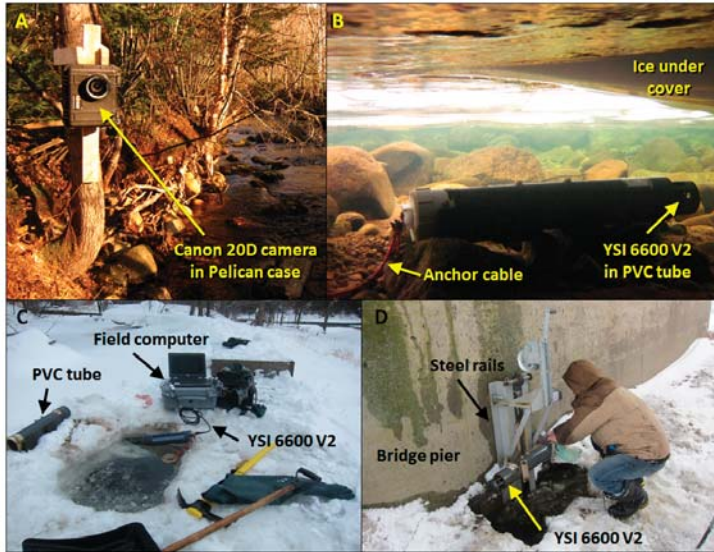 A
Canon 20D camera
in Pelican case
B
Ice under
cover
YSI 6600 V2
in PVC tube
Anchor cable
C
Field computer
PVC tube
YSI 6600 V2
D
Steel rails
Bridge pier
YSI 6600 V2